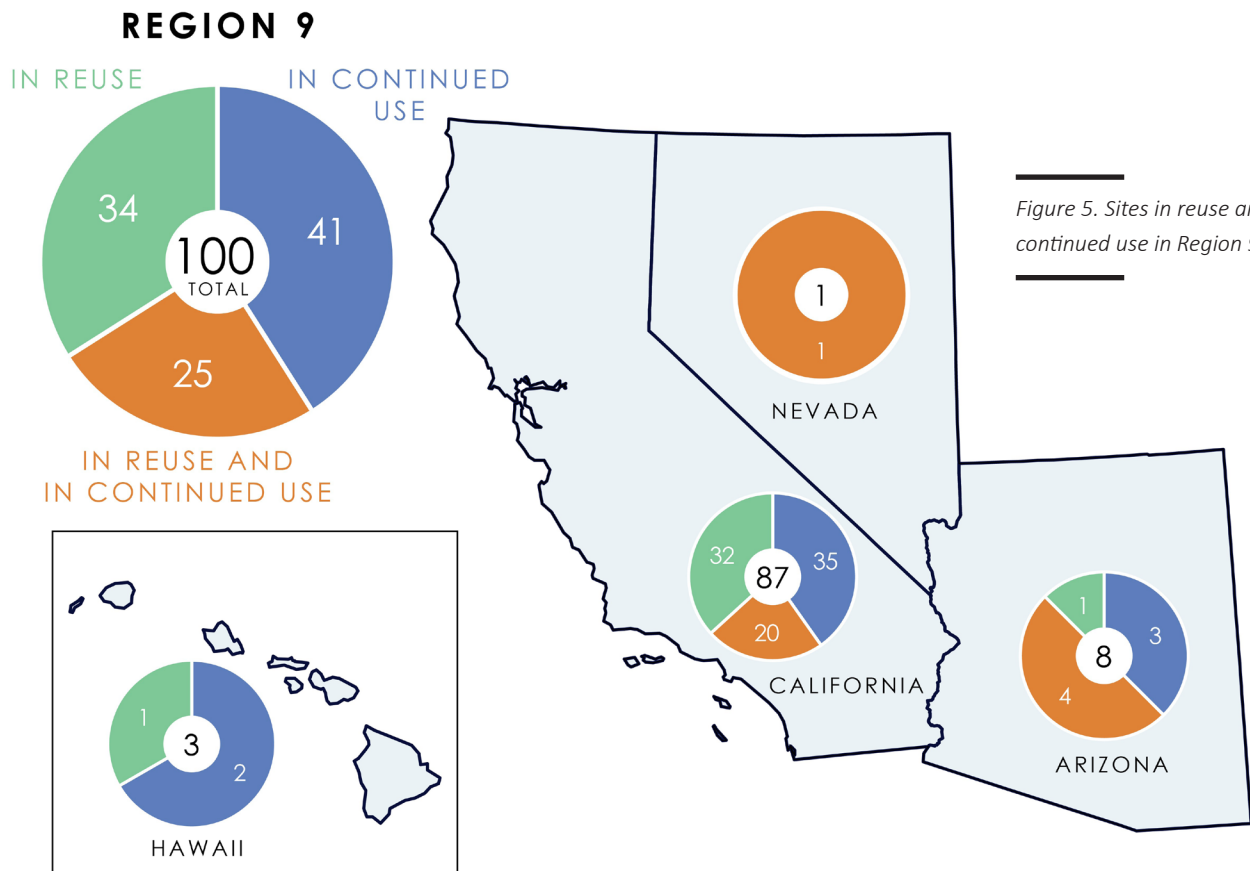 REGION 9
IN REUSE
IN CONTINUED
USE
34
41
100
TOTAL
25
IN REUSE AND
IN CONTINUED USE
Figure 5. Sites in reuse
continued use in Region
1
1
NEVADA
32
35
87
20
CALIFORNIA
1
3
8
4
ARIZONA
1
3
2
HAWAII